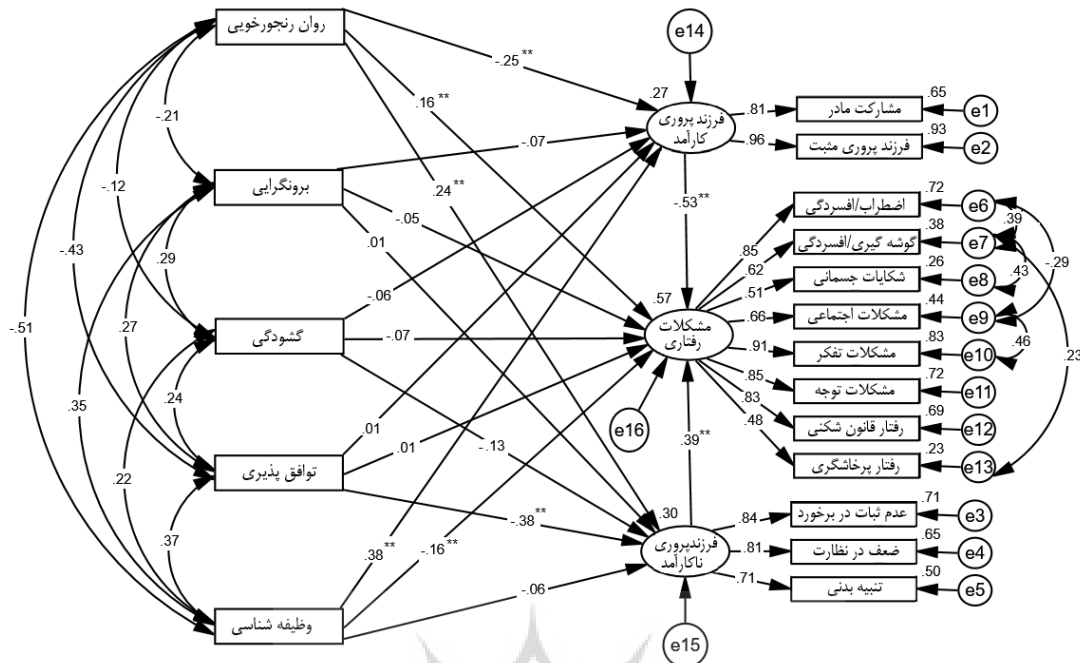 روان رنجورخویی
برونگرایی
گشودگی
توافق پذیری
وظیفه شناسی
-.21
-.12
-.43
.29
-.51
.27
.24
.35
.22
.37
-.25**
.16**
.24**
-.07
-.05
.01
-.06
-.07
-.13
.01
.01
-.38**
.38**
-.16**
-.06
e14
.27
فرزند پروری
کارآمد
-.53**
.57
مشکلات
رفتاری
e16
.39**
.30
فرزندپروری
ناکارآمد
e15
.81
مشارکت مادر
.65
e1
.96
فرزند پروری مثبت
.93
e2
.85
اضطراب/افسردگی
.72
e6
.62
گوشه گیری/افسردگی
.38
e7
.51
شکایات جسمانی
.26
e8
.66
مشکلات اجتماعی
.44
e9
.91
مشکلات تفکر
.83
e10
.85
مشکلات توجه
.72
e11
.83
رفتار قانون شکنی
.69
e12
.48
رفتار پرخاشگری
.23
e13
.39
-.29
.43
.46
.23
.84
عدم ثبات در برخورد
.71
e3
.81
ضعف در نظارت
.65
e4
.71
تنبیه بدنی
.50
e5